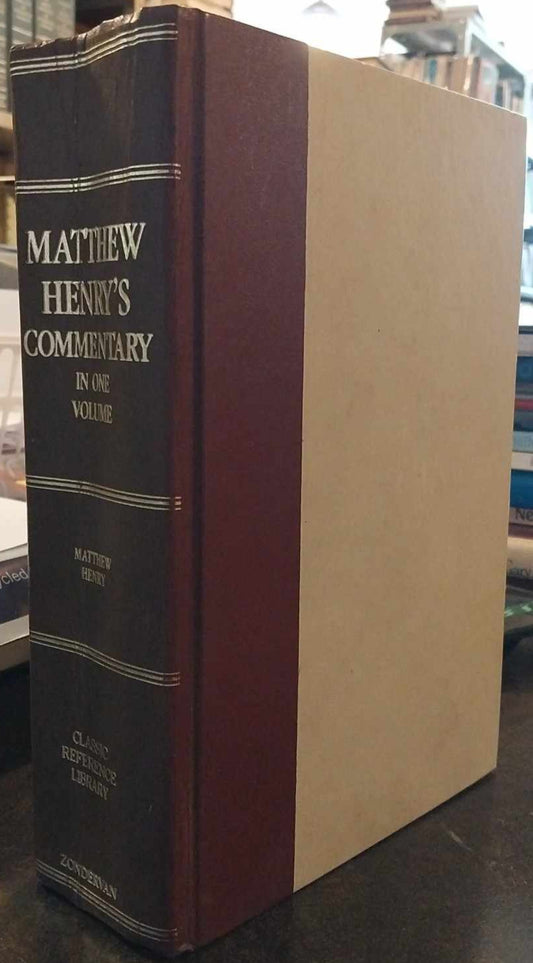 MATTHEW
HENRY'S
COMMENTARY
IN ONE
VOLUME
MATTHEW
HENRY
CLASSIC
REFERENCE
LIBRARY
ZONDERVAN